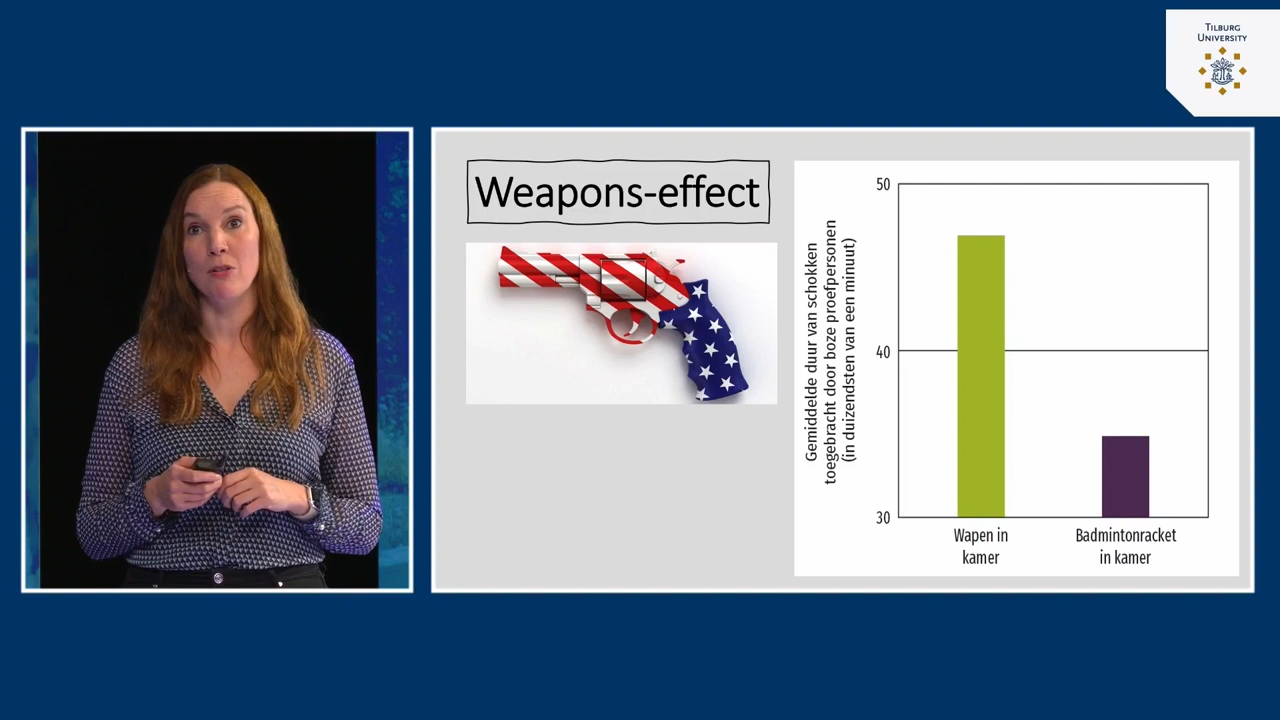 TILBURG
UNIVERSITY
Weapons-effect
Gemiddelde duur van schokken
toegebracht door boze proefpersonen
(in duizendsten van een minuut)
50
40
30
Wapen in
kamer
Badmintonracket
in kamer